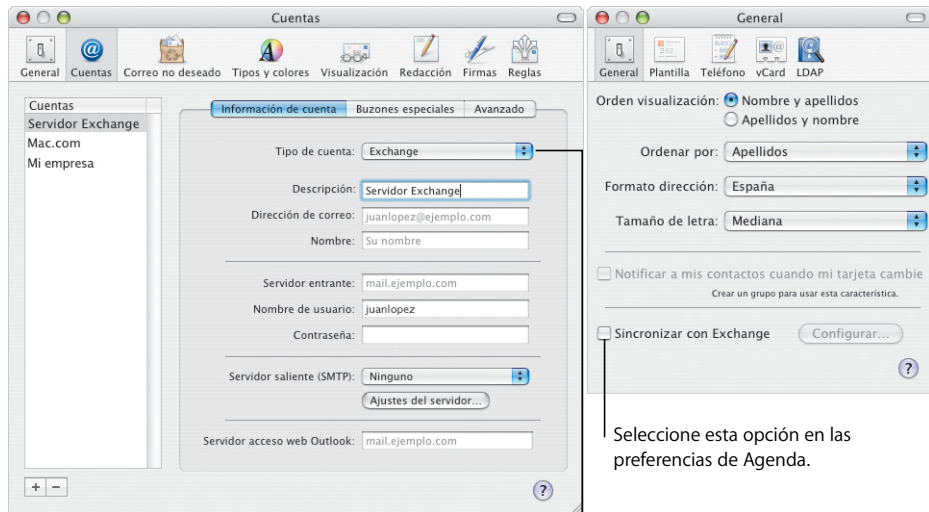 Cuentas
General Cuentas Correo no deseado Tipos y colores Visualización Redacción Firmas Reglas
Cuentas
Servidor Exchange
Mac.com
Mi empresa
Información de cuenta Buzones especiales Avanzado
Tipo de cuenta: Exchange
Descripción: Servidor Exchange
Dirección de correo: juanlopez@ejemplo.com
Nombre: Su nombre
Servidor entrante: mail.ejemplo.com
Nombre de usuario: juanlopez
Contraseña:
Servidor saliente (SMTP): Ninguno
Ajustes del servidor...
Servidor acceso web Outlook: mail.ejemplo.com
+ −
?
General
General Plantilla Teléfono vCard LDAP
Orden visualización: Nombre y apellidos
Apellidos y nombre
Ordenar por: Apellidos
Formato dirección: España
Tamaño de letra: Mediana
Notificar a mis contactos cuando mi tarjeta cambie
Crear un grupo para usar esta característica.
Sincronizar con Exchange Configurar...
?
Seleccione esta opción en las
preferencias de Agenda.